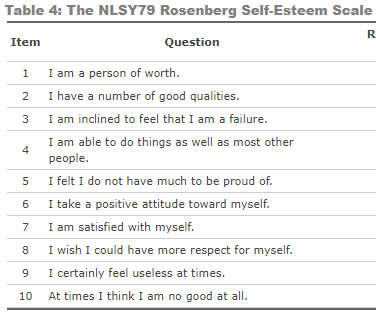 Table 4: The NLSY79 Rosenberg Self-Esteem Scale
R
Item Question
1 I am a person of worth.
2 I have a number of good qualities.
3 I am inclined to feel that I am a failure.
4 I am able to do things as well as most other
people.
5 I felt I do not have much to be proud of.
6 I take a positive attitude toward myself.
7 I am satisfied with myself.
8 I wish I could have more respect for myself.
9 I certainly feel useless at times.
10 At times I think I am no good at all.